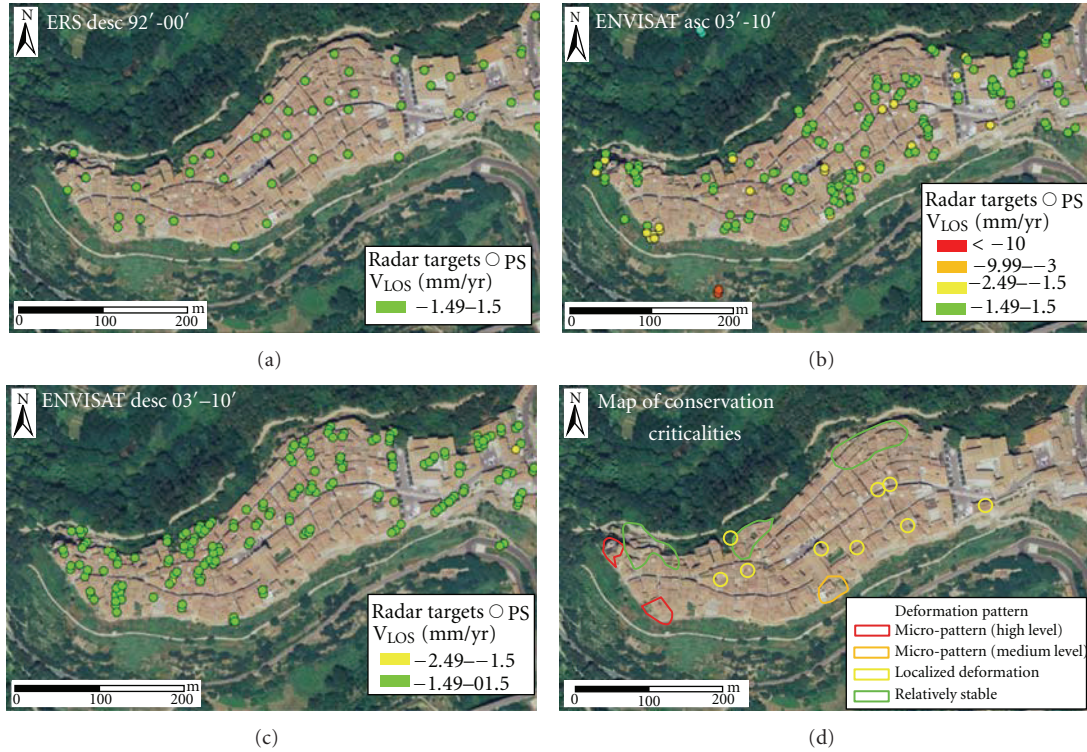 N
ERS desc 92′-00′
Radar targets ○ PS
V_LOS (mm/yr)
−1.49–1.5
m
0 100 200
(a)
N
ENVISAT asc 03′-10′
Radar targets ○ PS
V_LOS (mm/yr)
< −10
−9.99–−3
−2.49–−1.5
−1.49–1.5
m
0 100 200
(b)
N
ENVISAT desc 03′–10′
Radar targets ○ PS
V_LOS (mm/yr)
−2.49–−1.5
−1.49–01.5
m
0 100 200
(c)
N
Map of conservation
criticalities
Deformation pattern
Micro-pattern (high level)
Micro-pattern (medium level)
Localized deformation
Relatively stable
m
0 100 200
(d)